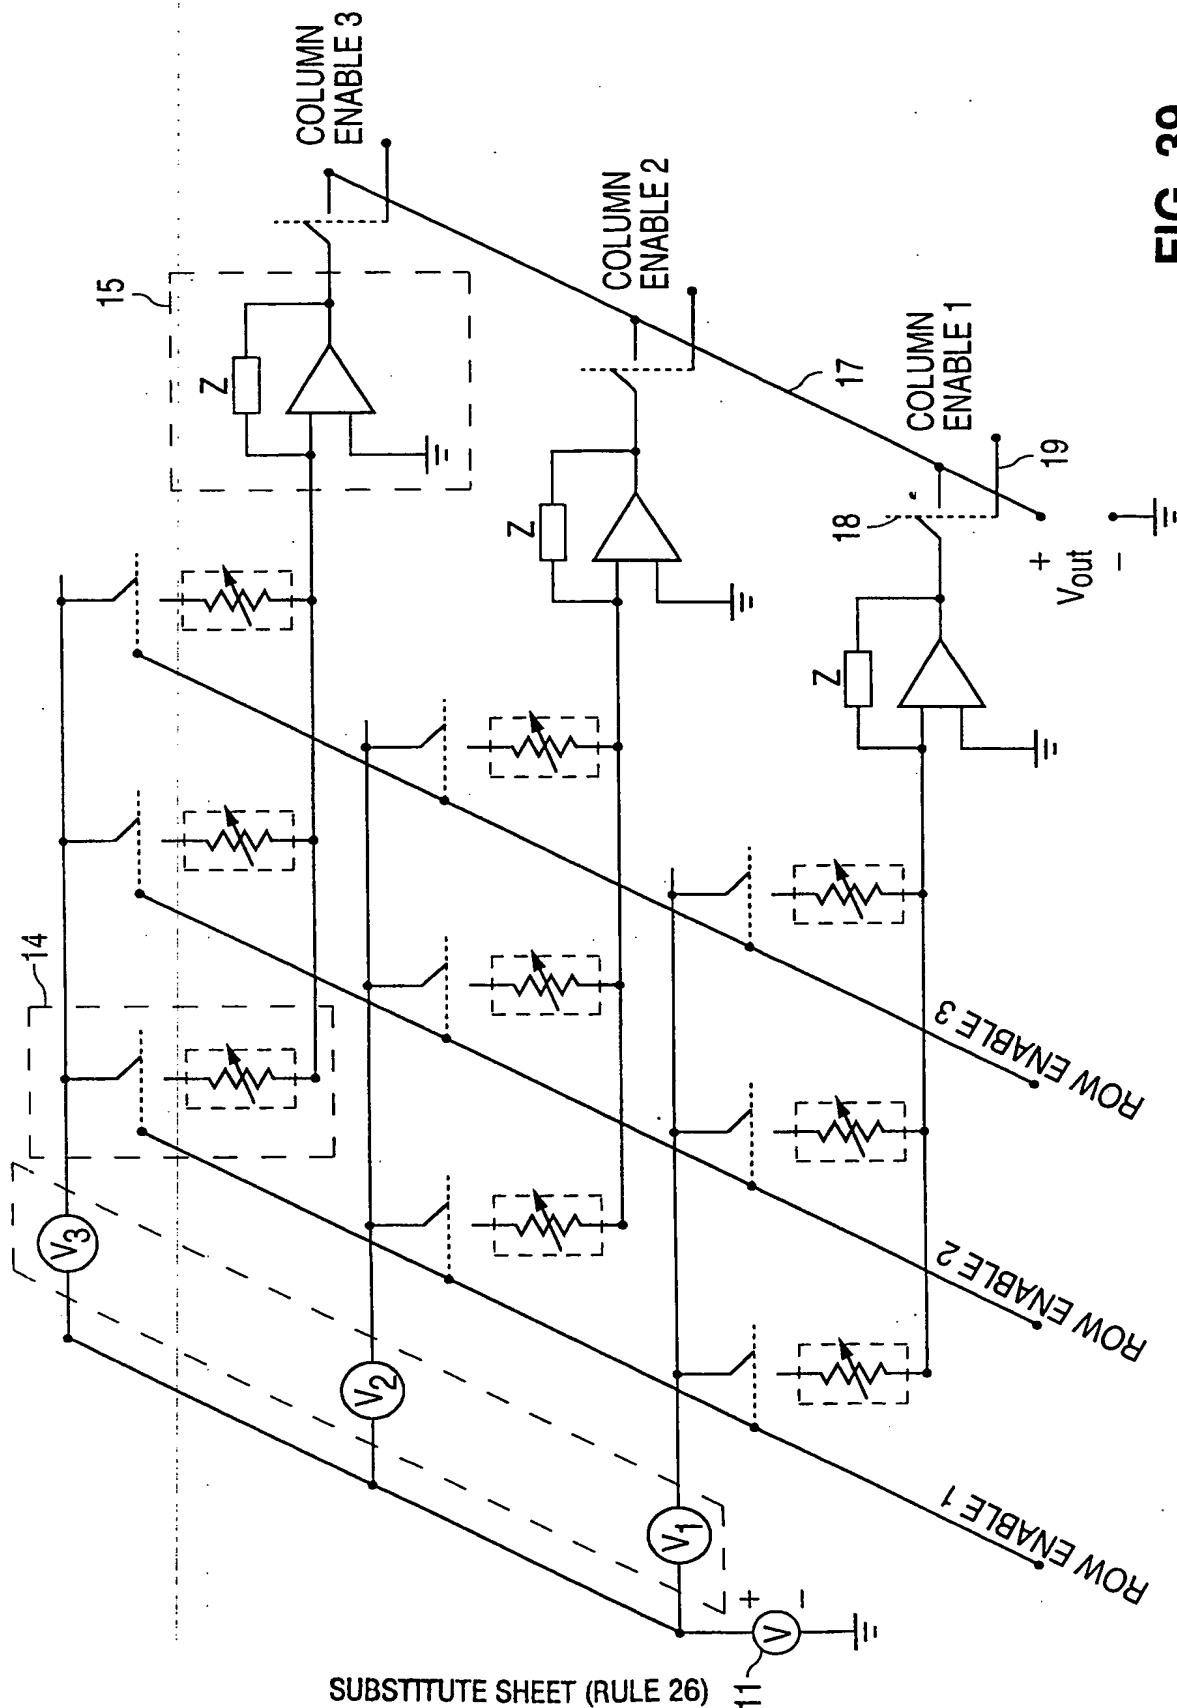 COLUMN
ENABLE 3
15
Z
COLUMN
ENABLE 2
14
V3
Z
17
COLUMN
ENABLE 1
V2
18
19
Z
+
Vout
−
V1
ROW ENABLE 3
ROW ENABLE 2
ROW ENABLE 1
+
V
−
11
SUBSTITUTE SHEET (RULE 26)
FIG. 39